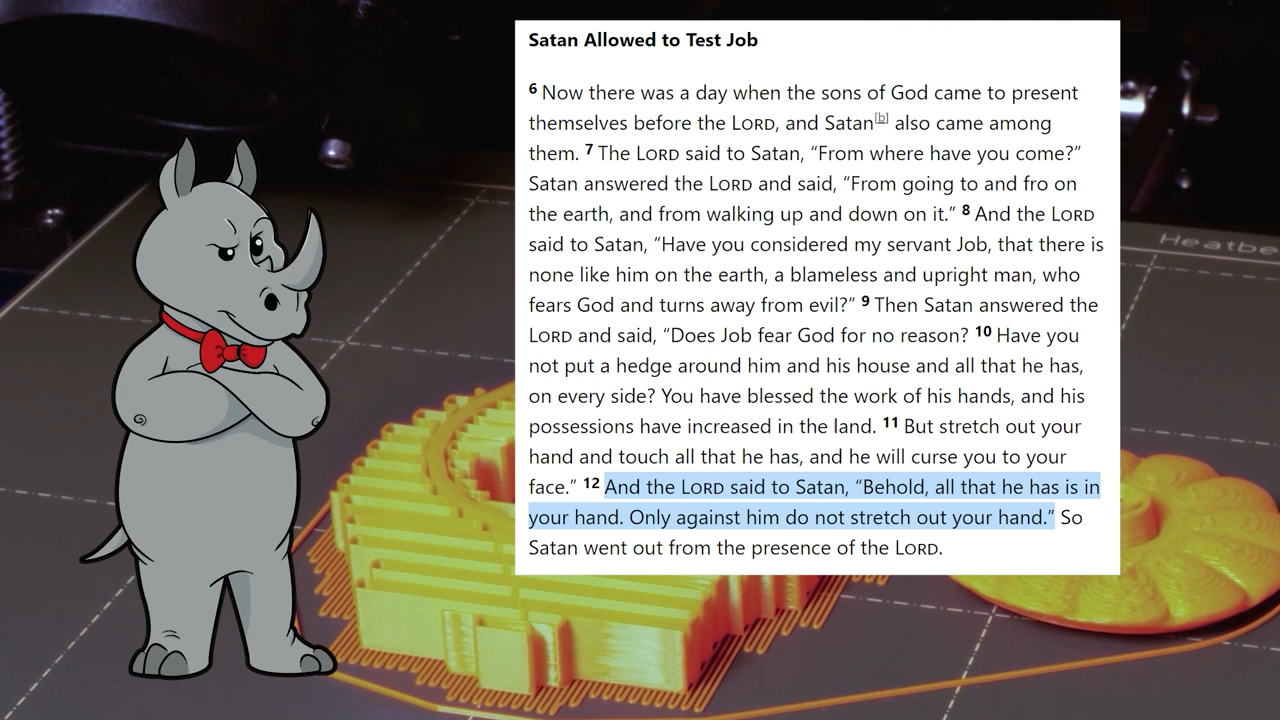 Satan Allowed to Test Job
6 Now there was a day when the sons of God came to present
themselves before the LORD, and Satan[b] also came among
them. 7 The LORD said to Satan, “From where have you come?”
Satan answered the LORD and said, “From going to and fro on
the earth, and from walking up and down on it.” 8 And the LORD
said to Satan, “Have you considered my servant Job, that there is
none like him on the earth, a blameless and upright man, who
fears God and turns away from evil?” 9 Then Satan answered the
LORD and said, “Does Job fear God for no reason? 10 Have you
not put a hedge around him and his house and all that he has,
on every side? You have blessed the work of his hands, and his
possessions have increased in the land. 11 But stretch out your
hand and touch all that he has, and he will curse you to your
face.” 12 And the LORD said to Satan, “Behold, all that he has is in
your hand. Only against him do not stretch out your hand.” So
Satan went out from the presence of the LORD.